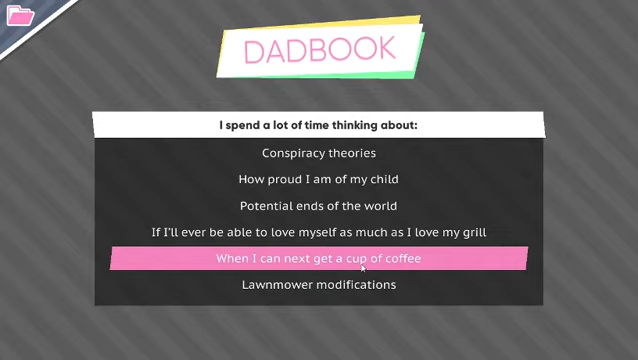 DADBOOK
I spend a lot of time thinking about:
Conspiracy theories
How proud I am of my child
Potential ends of the world
If I'll ever be able to love myself as much as I love my grill
When I can next get a cup of coffee
Lawnmower modifications